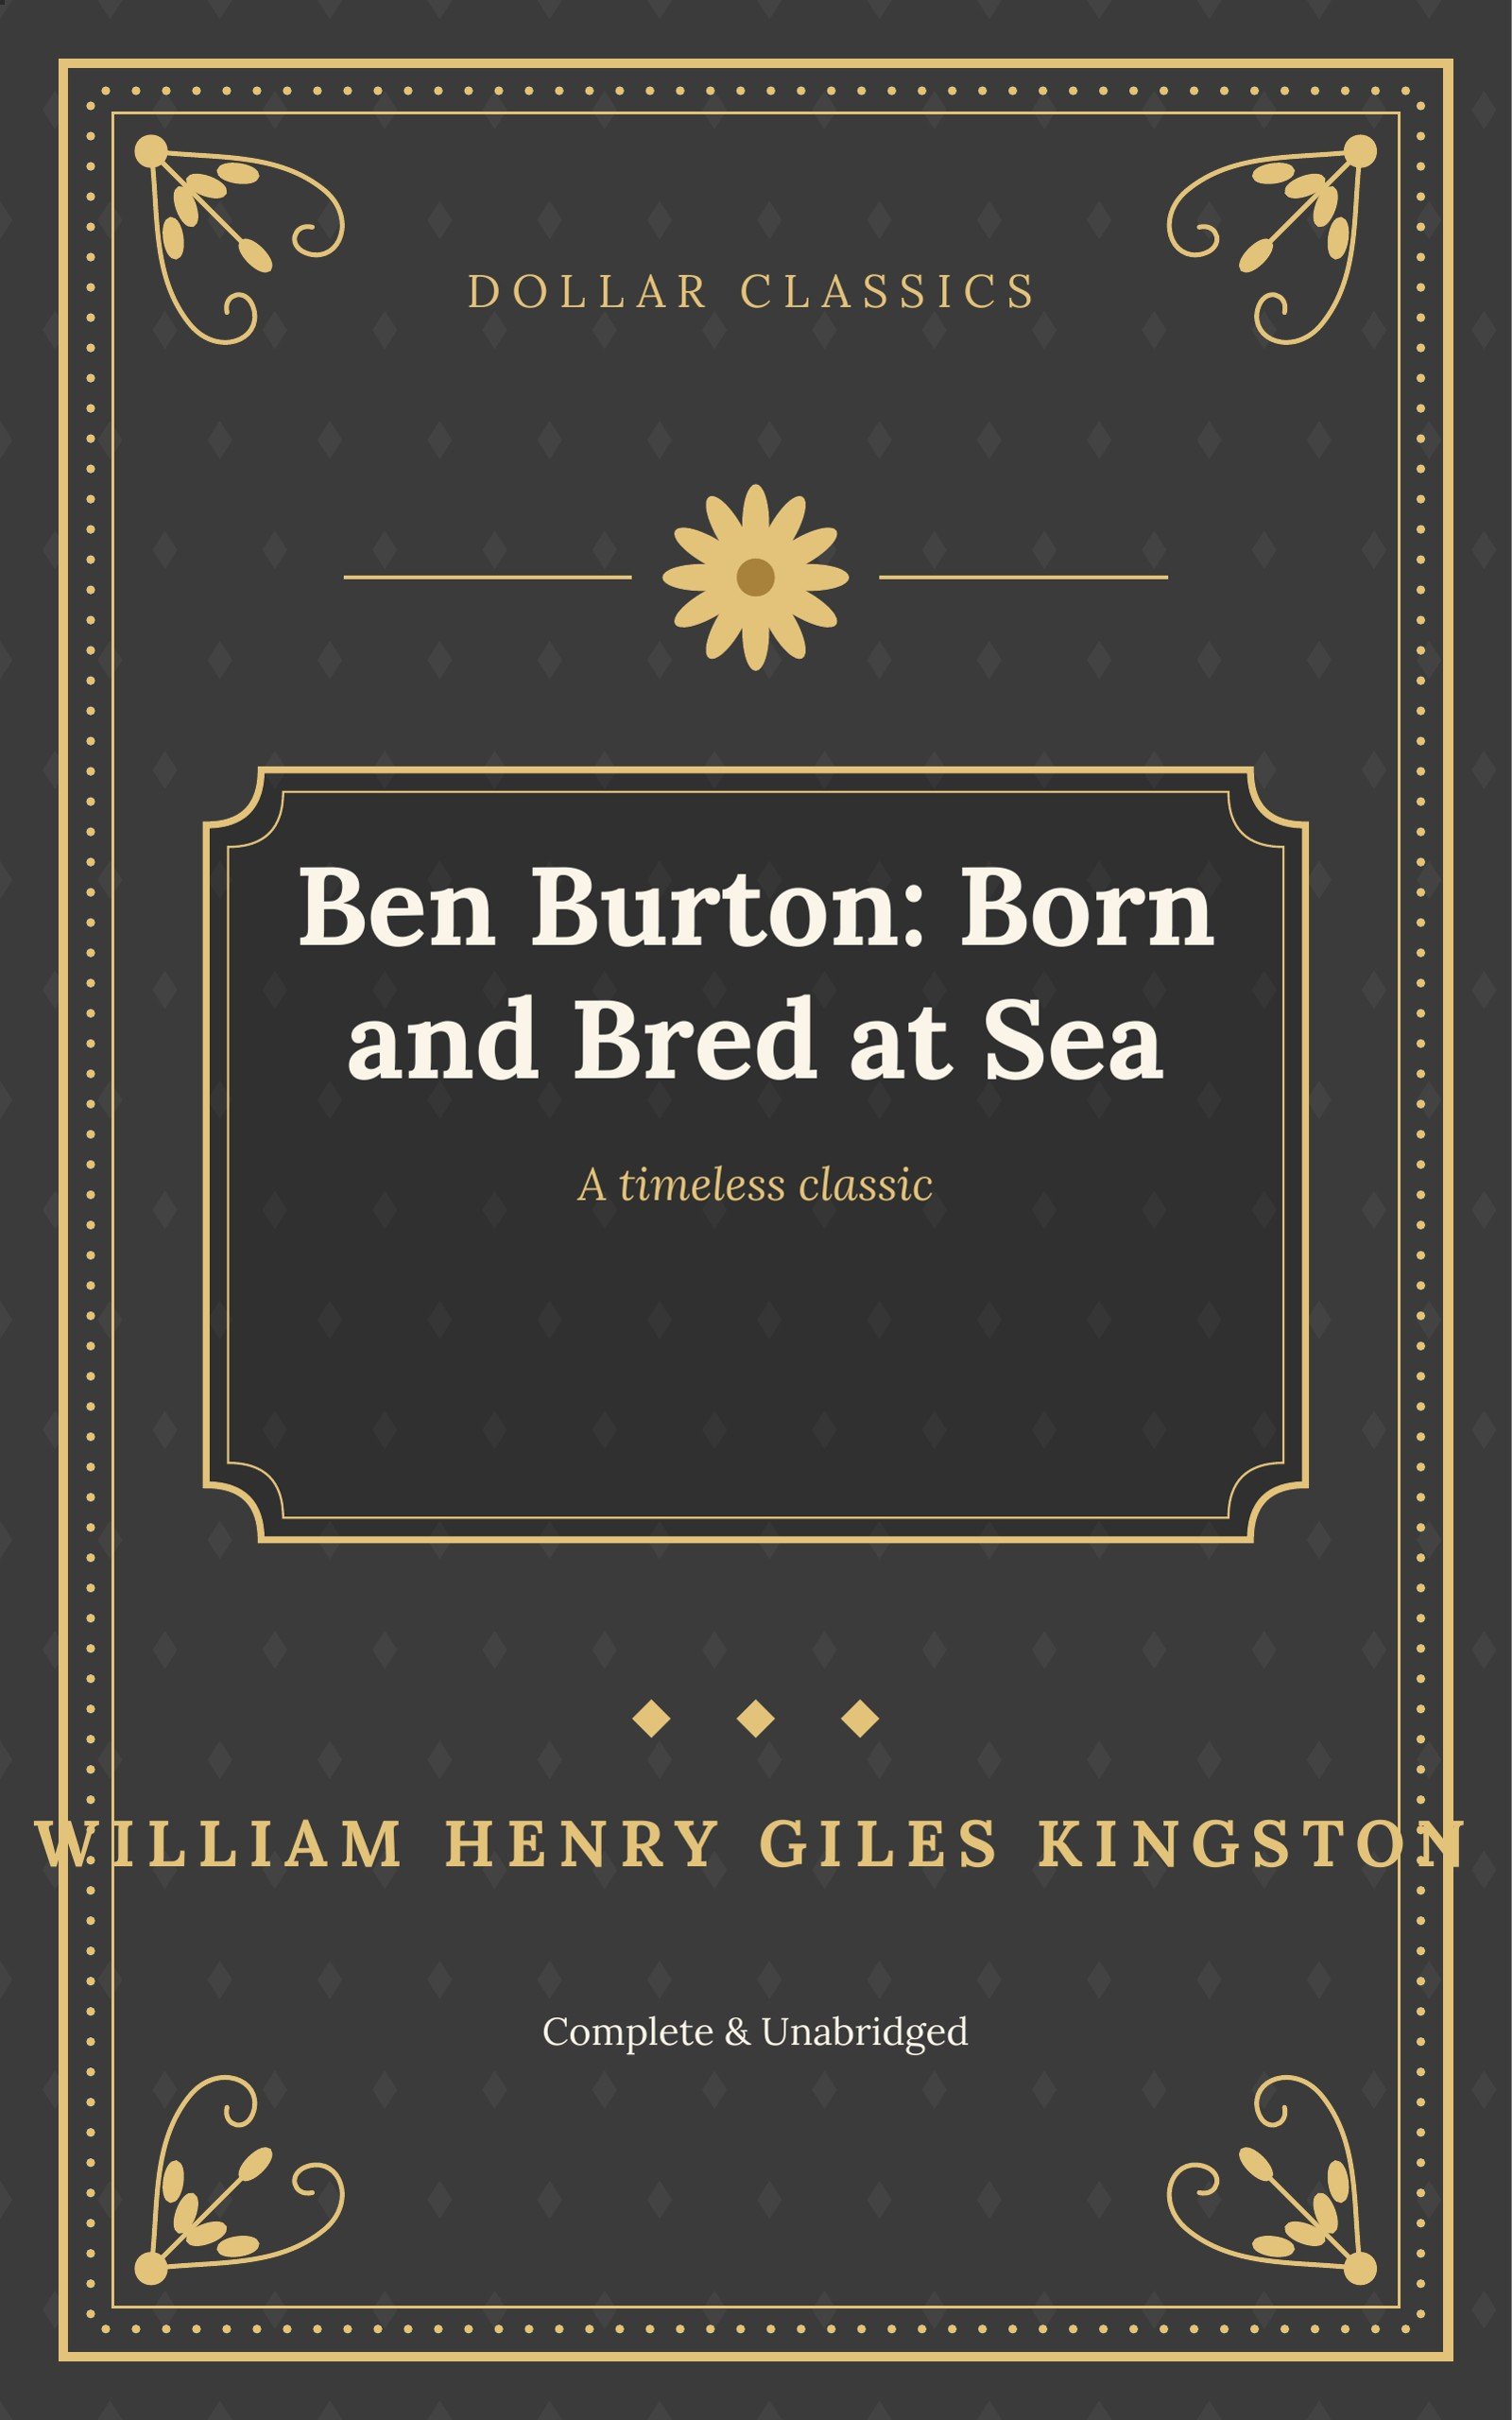 DOLLAR CLASSICS
Ben Burton: Born
and Bred at Sea
A timeless classic
WILLIAM HENRY GILES KINGSTON
Complete & Unabridged